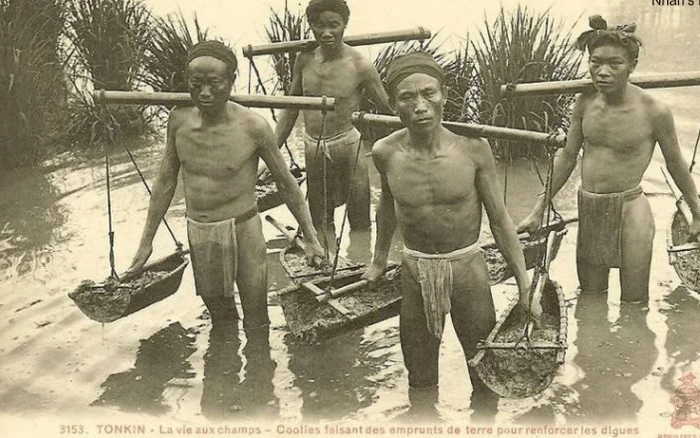 3153. TONKIN - La vie aux champs - Coolies faisant des emprunts de terre pour renforcer les digues